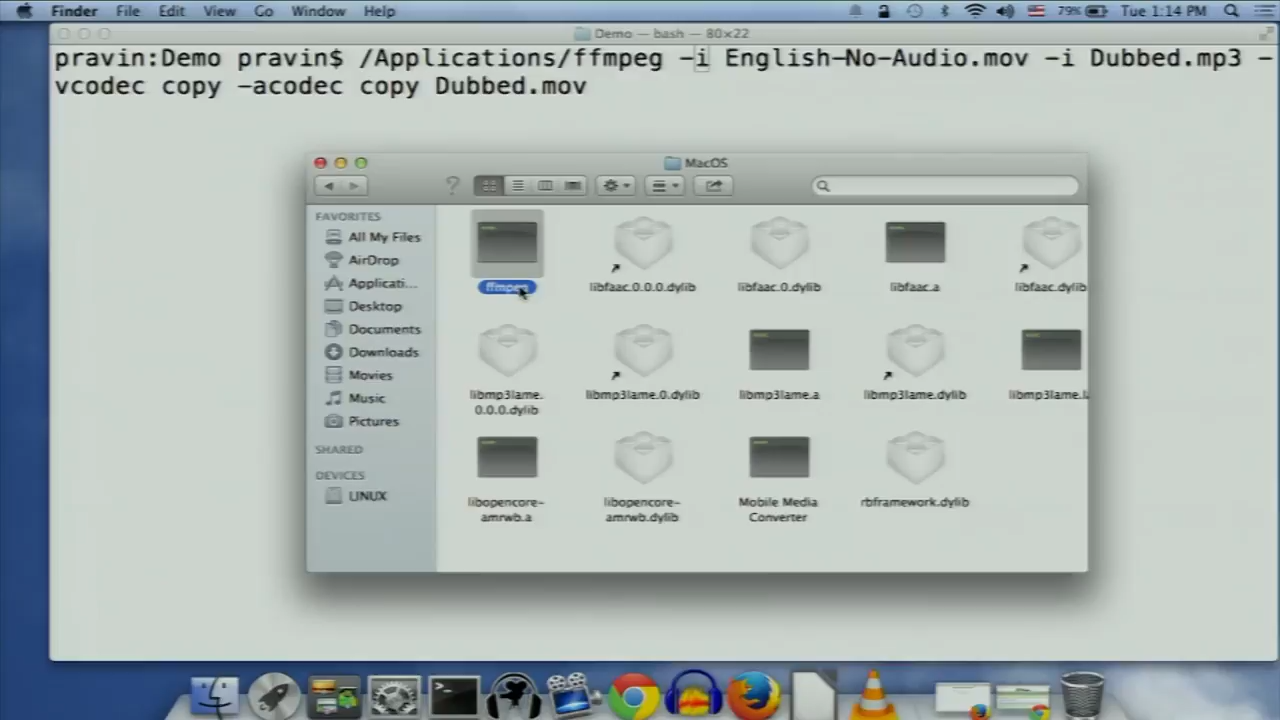 Finder File Edit View Go Window Help 79% Tue 1:14 PM
Demo — bash — 80×22
pravin:Demo pravin$ /Applications/ffmpeg -i English-No-Audio.mov -i Dubbed.mp3 -
vcodec copy -acodec copy Dubbed.mov
MacOS
FAVORITES
All My Files
AirDrop
Applicati...
Desktop
Documents
Downloads
Movies
Music
Pictures
SHARED
DEVICES
UNUX
ffmpeg
libfaac.0.0.0.dylib
libfaac.0.dylib
libfaac.a
libfaac.dylib
libmp3lame.
0.0.0.dylib
libmp3lame.0.dylib
libmp3lame.a
libmp3lame.dylib
libopencore-
amrwb.a
libopencore-
amrwb.dylib
Mobile Media
Converter
rbframework.dylib